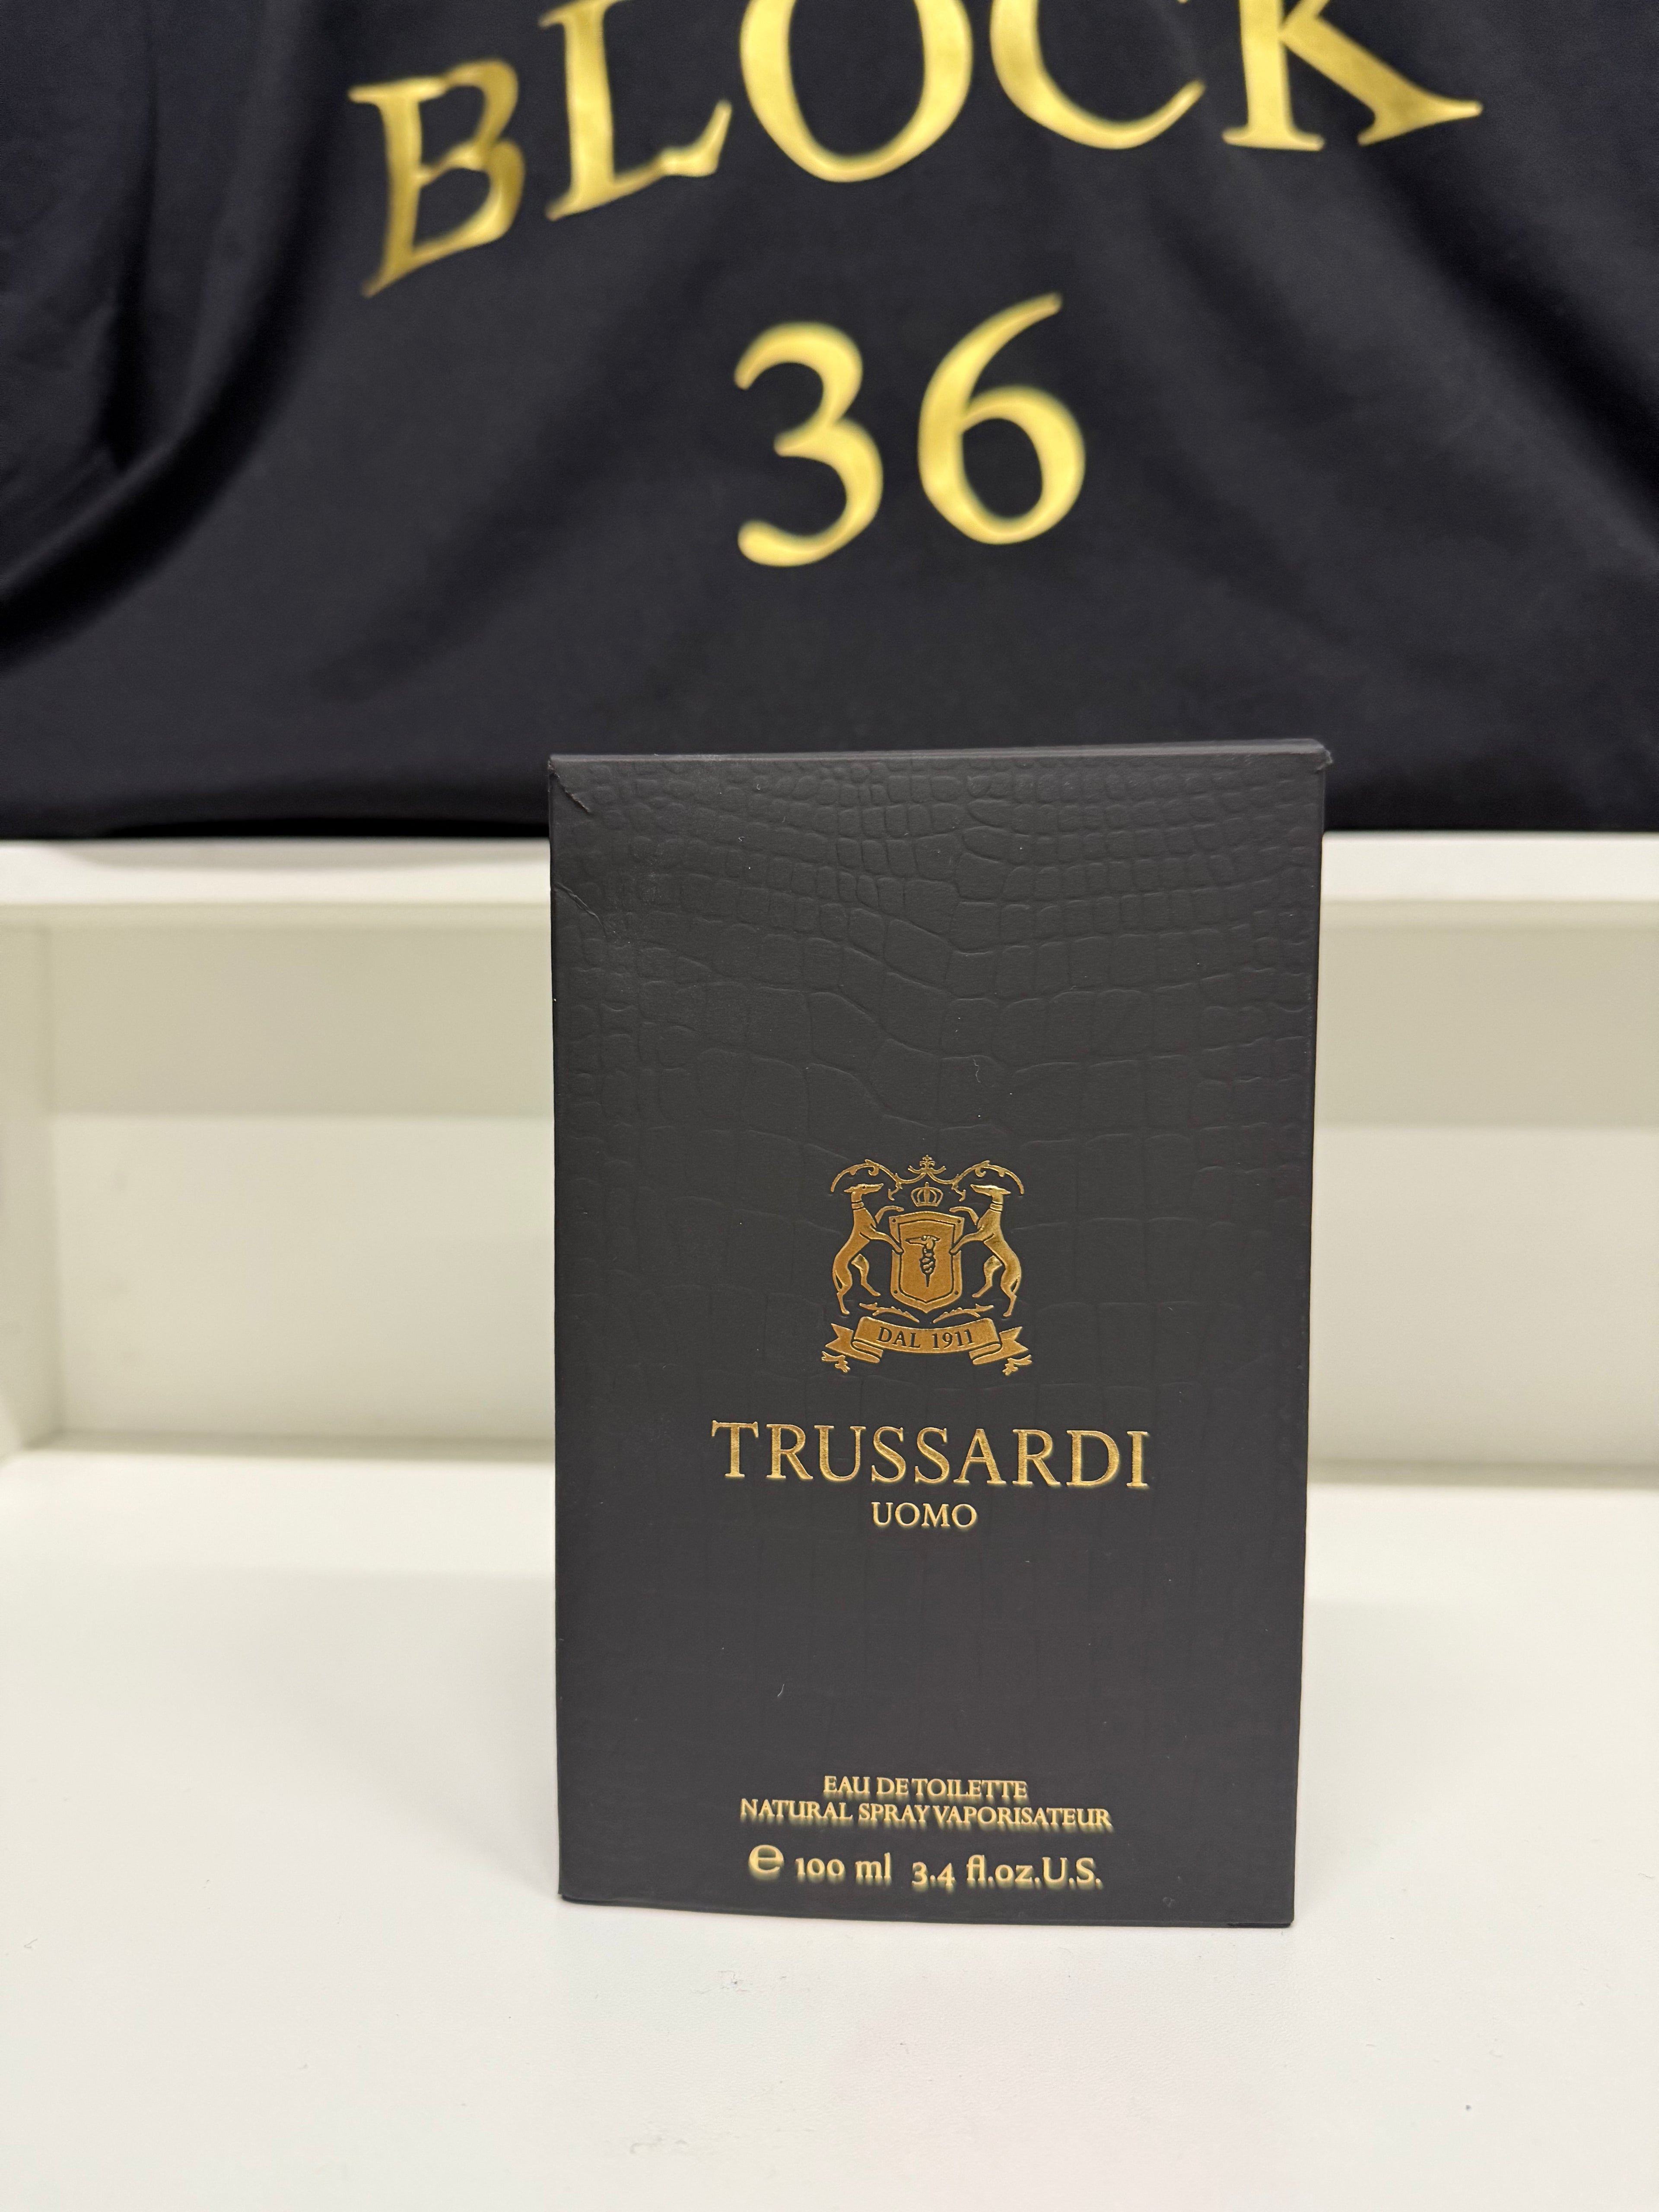 BLOCK
36
DAL 1911
TRUSSARDI
UOMO
EAU DE TOILETTE
NATURAL SPRAY VAPORISATEUR
e 100 ml 3.4 fl.oz.U.S.